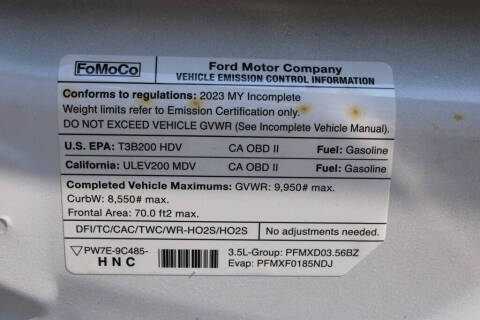 FoMoCo
Ford Motor Company
VEHICLE EMISSION CONTROL INFORMATION
Conforms to regulations: 2023 MY Incomplete
Weight limits refer to Emission Certification only.
DO NOT EXCEED VEHICLE GVWR (See Incomplete Vehicle Manual).
U.S. EPA: T3B200 HDV CA OBD II Fuel: Gasoline
California: ULEV200 MDV CA OBD II Fuel: Gasoline
Completed Vehicle Maximums: GVWR: 9,950# max.
CurbW: 8,550# max.
Frontal Area: 70.0 ft2 max.
DFI/TC/CAC/TWC/WR-HO2S/HO2S No adjustments needed.
PW7E-9C485-
HNC
3.5L-Group: PFMXD03.56BZ
Evap: PFMXF0185NDJ